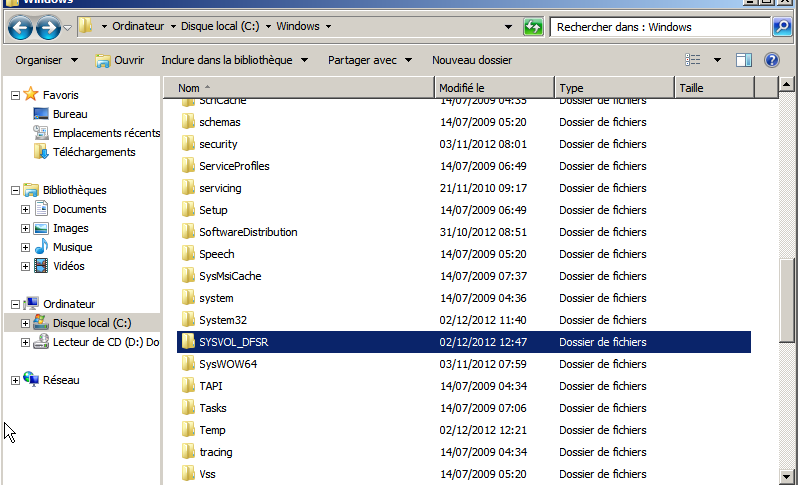 Windows
Ordinateur Disque local (C:) Windows Rechercher dans : Windows
Organiser Ouvrir Inclure dans la bibliothèque Partager avec Nouveau dossier
Nom Modifié le Type Taille
Favoris
Bureau
Emplacements récents
Téléchargements
Bibliothèques
Documents
Images
Musique
Vidéos
Ordinateur
Disque local (C:)
Lecteur de CD (D:) Do
Réseau
SchCache 14/07/2009 04:35 Dossier de fichiers
schemas 14/07/2009 05:20 Dossier de fichiers
security 03/11/2012 08:01 Dossier de fichiers
ServiceProfiles 14/07/2009 06:49 Dossier de fichiers
servicing 21/11/2010 09:17 Dossier de fichiers
Setup 14/07/2009 06:49 Dossier de fichiers
SoftwareDistribution 31/10/2012 08:51 Dossier de fichiers
Speech 14/07/2009 05:20 Dossier de fichiers
SysMsiCache 14/07/2009 07:37 Dossier de fichiers
system 14/07/2009 04:36 Dossier de fichiers
System32 02/12/2012 11:40 Dossier de fichiers
SYSVOL_DFSR 02/12/2012 12:47 Dossier de fichiers
SysWOW64 03/11/2012 07:59 Dossier de fichiers
TAPI 14/07/2009 04:34 Dossier de fichiers
Tasks 14/07/2009 07:06 Dossier de fichiers
Temp 02/12/2012 12:21 Dossier de fichiers
tracing 14/07/2009 04:34 Dossier de fichiers
Vss 14/07/2009 05:20 Dossier de fichiers